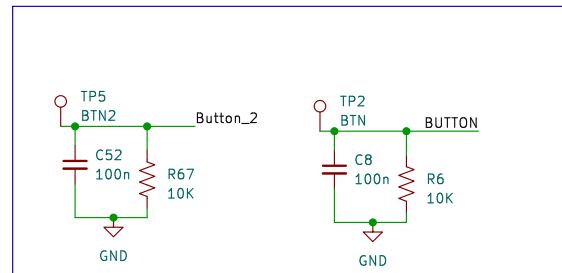 TP5
BTN2
Button_2
C52
100n
R67
10K
GND
TP2
BTN
BUTTON
C8
100n
R6
10K
GND